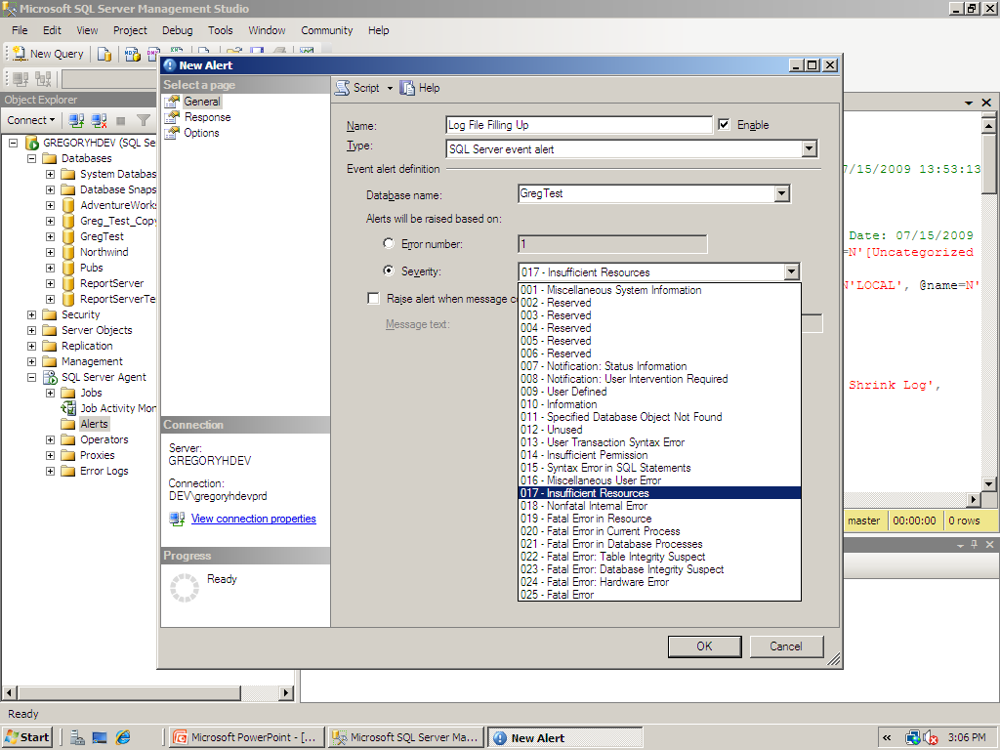 Microsoft SQL Server Management Studio
File Edit View Project Debug Tools Window Community Help
New Query
Object Explorer
Connect
GREGORYHDEV (SQL Se
Databases
System Databas
Database Snaps
AdventureWorks
Greg_Test_Copy
GregTest
Northwind
Pubs
ReportServer
ReportServerTe
Security
Server Objects
Replication
Management
SQL Server Agent
Jobs
Job Activity Mon
Alerts
Operators
Proxies
Error Logs
New Alert
Select a page
General
Response
Options
Connection
Server:
GREGORYHDEV
Connection:
DEV\gregoryhdevprd
View connection properties
Progress
Ready
Script Help
Name: Log File Filling Up Enable
Type: SQL Server event alert
Event alert definition
Database name: GregTest
Alerts will be raised based on:
Error number: 1
Severity: 017 - Insufficient Resources
Raise alert when message co
Message text:
001 - Miscellaneous System Information
002 - Reserved
003 - Reserved
004 - Reserved
005 - Reserved
006 - Reserved
007 - Notification: Status Information
008 - Notification: User Intervention Required
009 - User Defined
010 - Information
011 - Specified Database Object Not Found
012 - Unused
013 - User Transaction Syntax Error
014 - Insufficient Permission
015 - Syntax Error in SQL Statements
016 - Miscellaneous User Error
017 - Insufficient Resources
018 - Nonfatal Internal Error
019 - Fatal Error in Resource
020 - Fatal Error in Current Process
021 - Fatal Error in Database Processes
022 - Fatal Error: Table Integrity Suspect
023 - Fatal Error: Database Integrity Suspect
024 - Fatal Error: Hardware Error
025 - Fatal Error
OK Cancel
7/15/2009 13:53:13
Date: 07/15/2009
=N'[Uncategorized
N'LOCAL', @name=N'
Shrink Log',
master 00:00:00 0 rows
Ready
Start Microsoft PowerPoint - [... Microsoft SQL Server Ma... New Alert « 3:06 PM